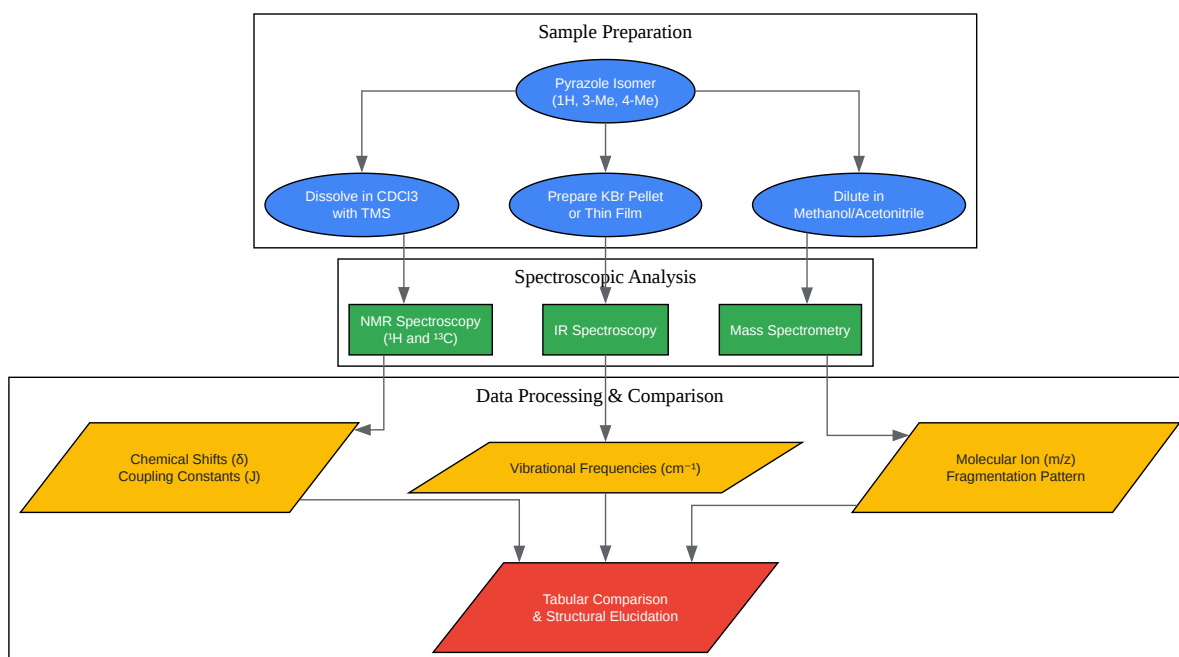 Sample Preparation
Pyrazole Isomer
(1H, 3-Me, 4-Me)
Dissolve in CDCl3
with TMS
Prepare KBr Pellet
or Thin Film
Dilute in
Methanol/Acetonitrile
Spectroscopic Analysis
NMR Spectroscopy
(¹H and ¹³C)
IR Spectroscopy
Mass Spectrometry
Data Processing & Comparison
Chemical Shifts (δ)
Coupling Constants (J)
Vibrational Frequencies (cm⁻¹)
Molecular Ion (m/z)
Fragmentation Pattern
Tabular Comparison
& Structural Elucidation